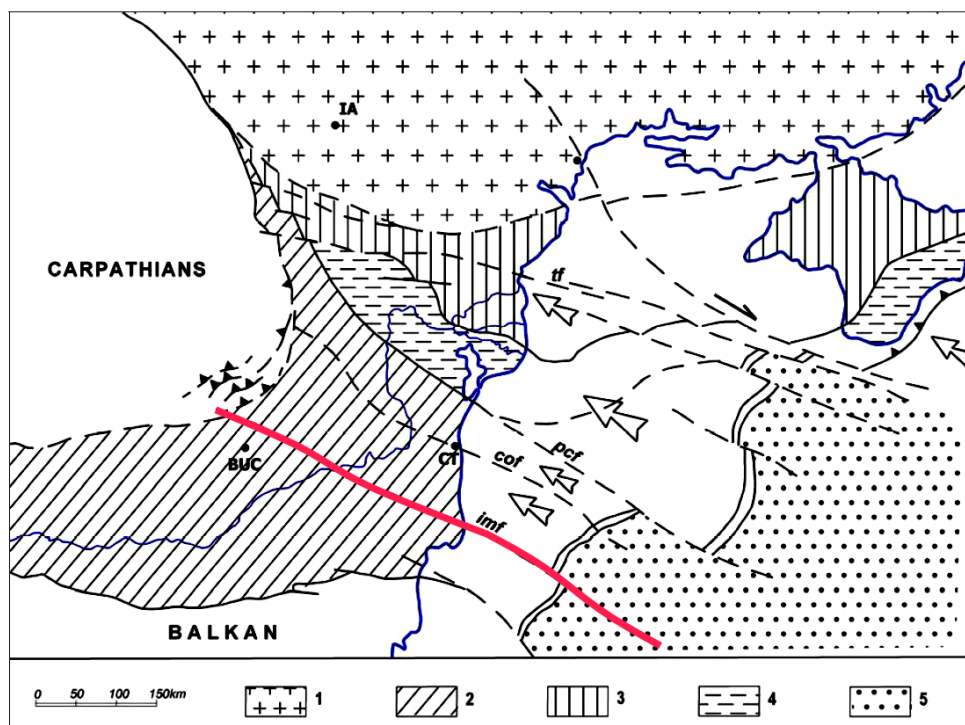 IA
CARPATHIANS
tf
BUC
CT
cof
pcf
imf
BALKAN
0 50 100 150km
1 2 3 4 5